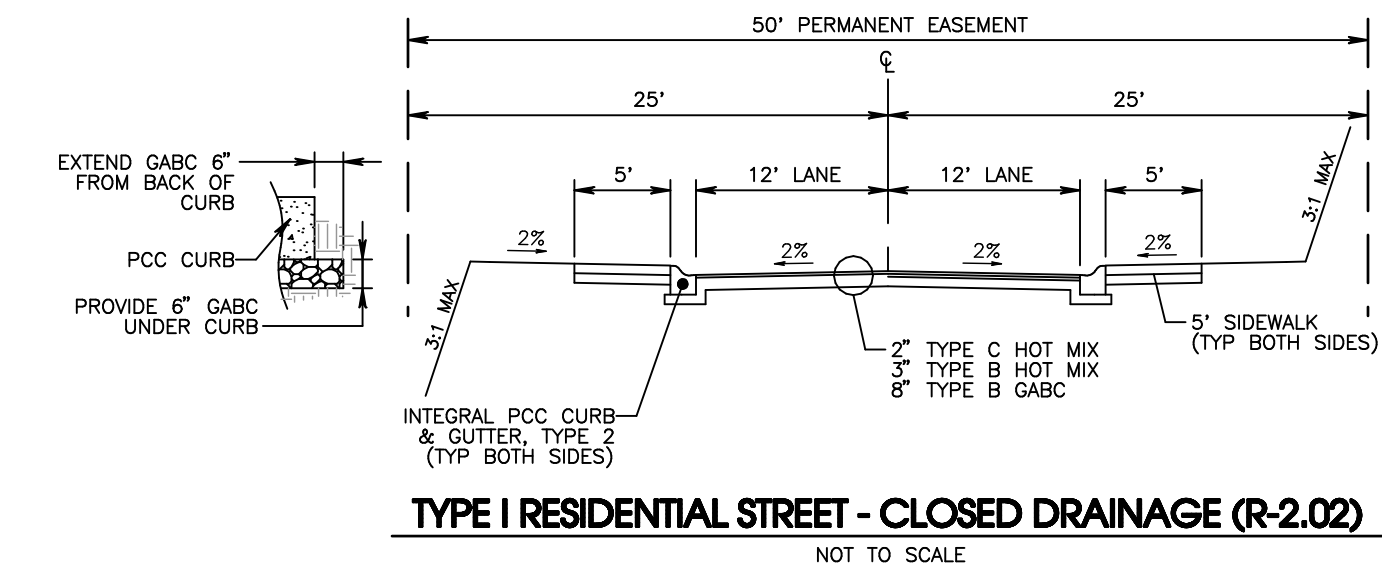 50' PERMANENT EASEMENT
℄
25'
25'
EXTEND GABC 6"
FROM BACK OF
CURB
PCC CURB
PROVIDE 6" GABC
UNDER CURB
5'
12' LANE
12' LANE
5'
3:1 MAX
2%
2%
2%
2%
3:1 MAX
5' SIDEWALK
(TYP BOTH SIDES)
2" TYPE C HOT MIX
3" TYPE B HOT MIX
8" TYPE B GABC
INTEGRAL PCC CURB
& GUTTER, TYPE 2
(TYP BOTH SIDES)
TYPE I RESIDENTIAL STREET - CLOSED DRAINAGE (R-2.02)
NOT TO SCALE